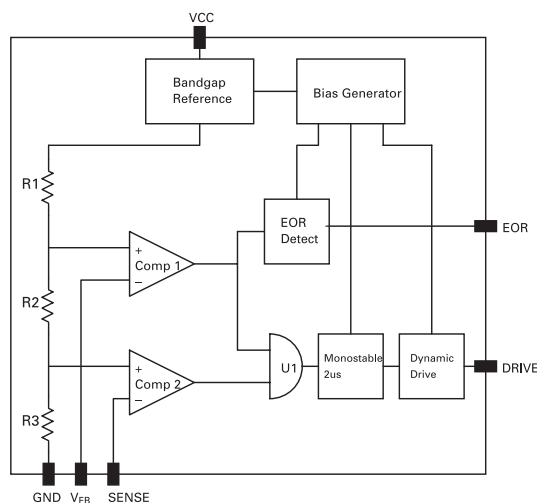 VCC
Bandgap
Reference
Bias Generator
R1
EOR
Detect
EOR
+
Comp 1
−
R2
U1
Monostable
2us
Dynamic
Drive
DRIVE
+
Comp 2
−
R3
GND
VFB
SENSE